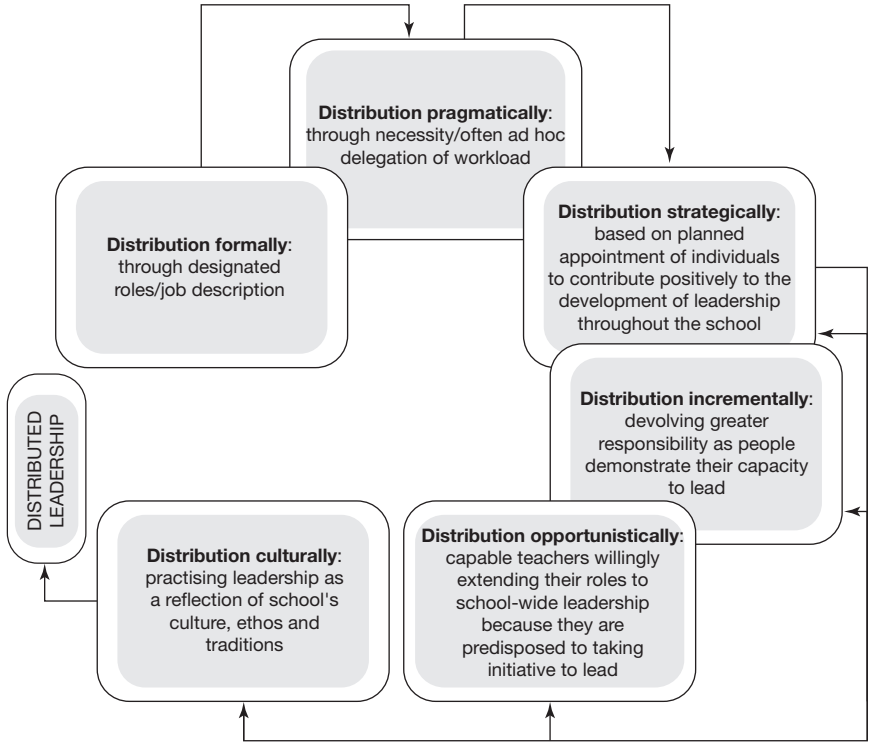 Distribution pragmatically:
through necessity/often ad hoc
delegation of workload
Distribution formally:
through designated
roles/job description
Distribution strategically:
based on planned
appointment of individuals
to contribute positively to the
development of leadership
throughout the school
Distribution incrementally:
devolving greater
responsibility as people
demonstrate their capacity
to lead
Distribution opportunistically:
capable teachers willingly
extending their roles to
school-wide leadership
because they are
predisposed to taking
initiative to lead
Distribution culturally:
practising leadership as
a reflection of school's
culture, ethos and
traditions
DISTRIBUTED
LEADERSHIP